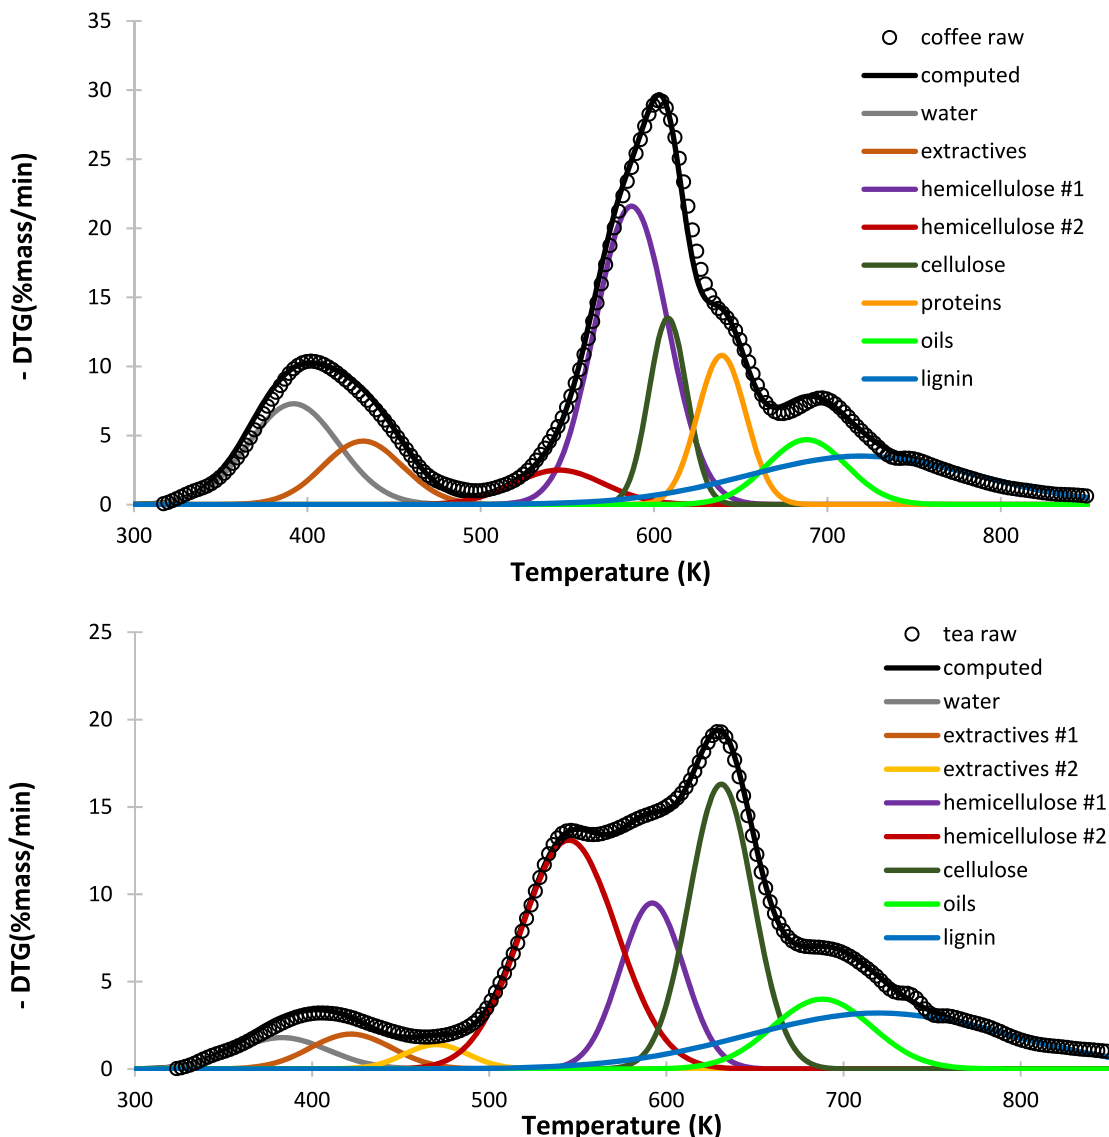 35
30
25
20
15
10
5
0
- DTG(%mass/min)
300
400
500
600
700
800
Temperature (K)
coffee raw
computed
water
extractives
hemicellulose #1
hemicellulose #2
cellulose
proteins
oils
lignin
25
20
15
10
5
0
- DTG(%mass/min)
300
400
500
600
700
800
Temperature (K)
tea raw
computed
water
extractives #1
extractives #2
hemicellulose #1
hemicellulose #2
cellulose
oils
lignin